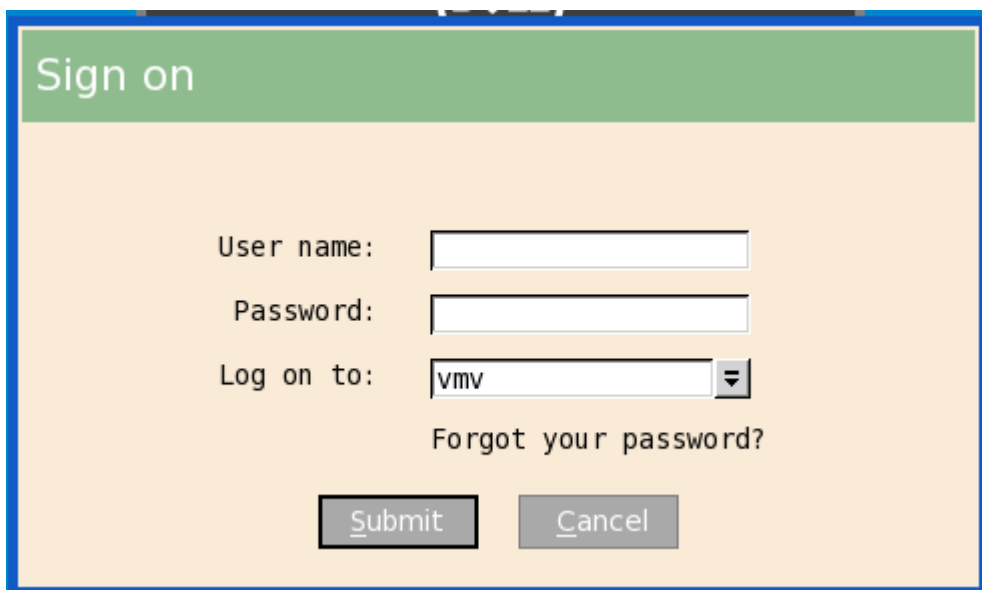 Sign on
User name:
Password:
Log on to: vmv
Forgot your password?
Submit Cancel